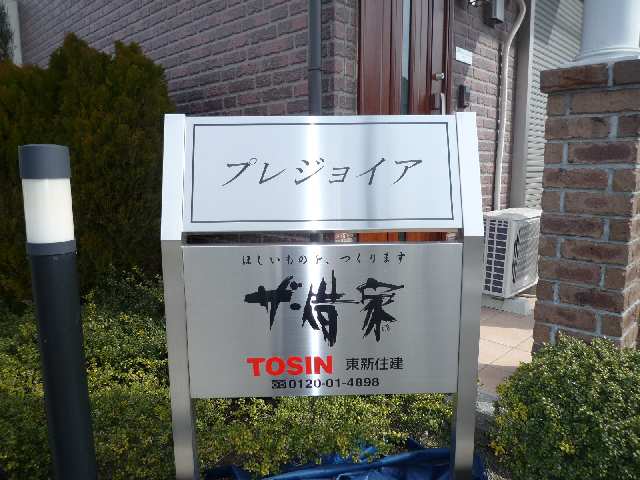 プレジョイア
ほしいものを、つくります
ザ・借家
TOSIN 東新住建
0120-01-4898